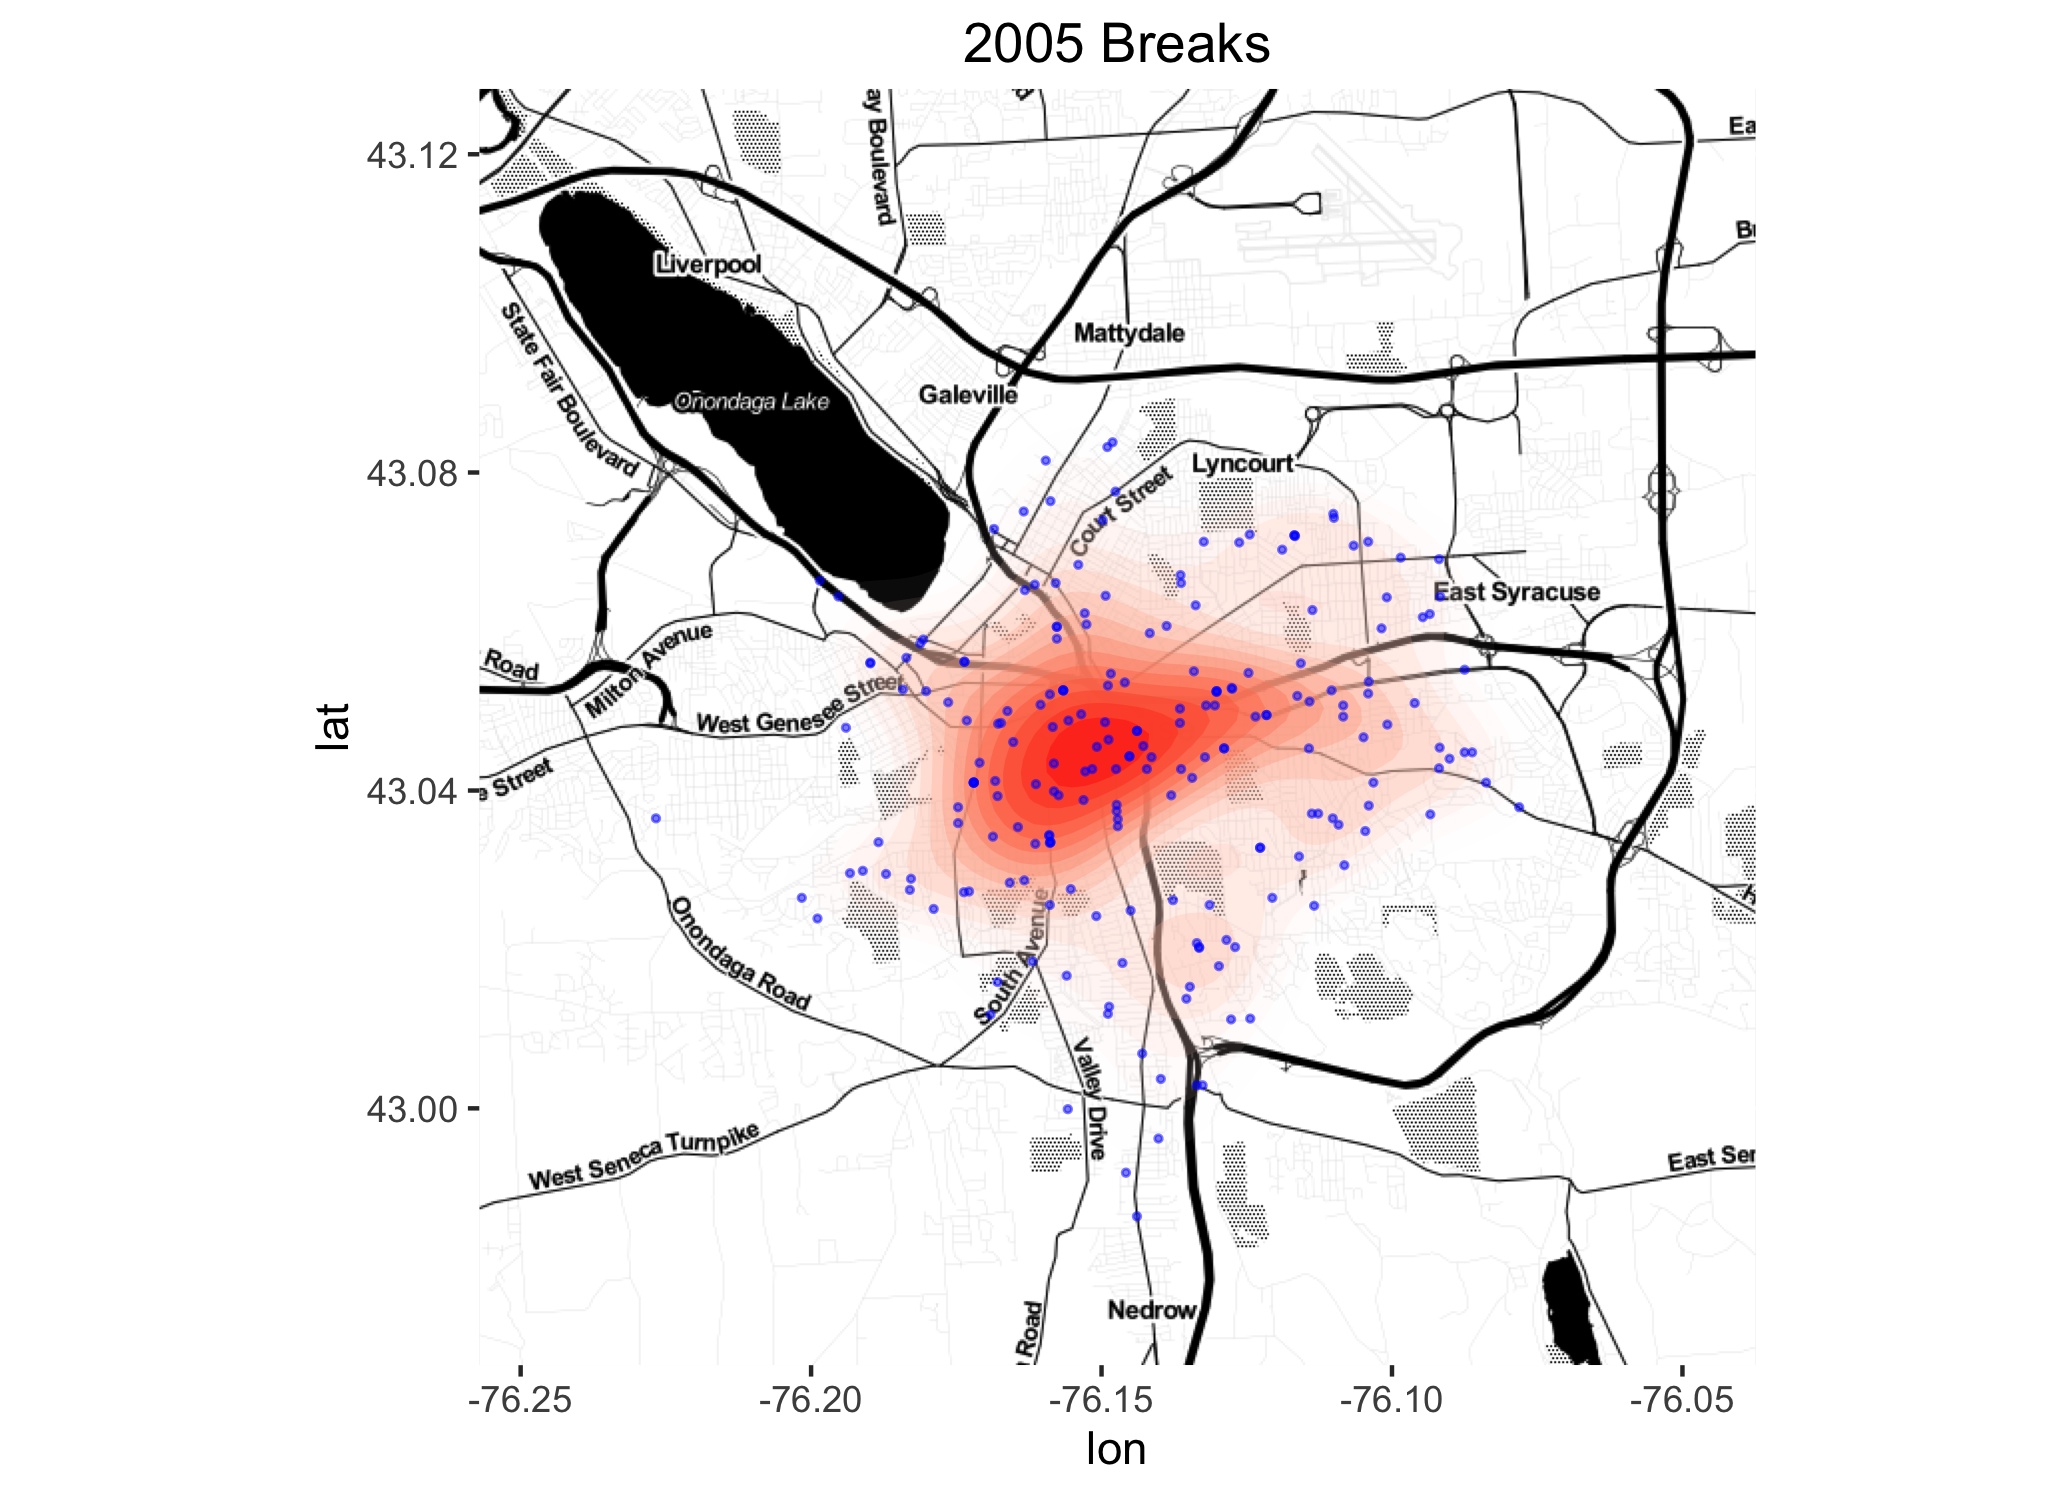 2005 Breaks
43.12
43.08
43.04
43.00
lat
ay Boulevard
Ea
Liverpool
State Fair Boulevard
Mattydale
Onondaga Lake
Galeville
Lyncourt
Court Street
East Syracuse
Road
Milton Avenue
West Genesee Street
e Street
Onondaga Road
South Avenue
Valley Drive
West Seneca Turnpike
East Ser
Nedrow
Road
-76.25
-76.20
-76.15
-76.10
-76.05
lon